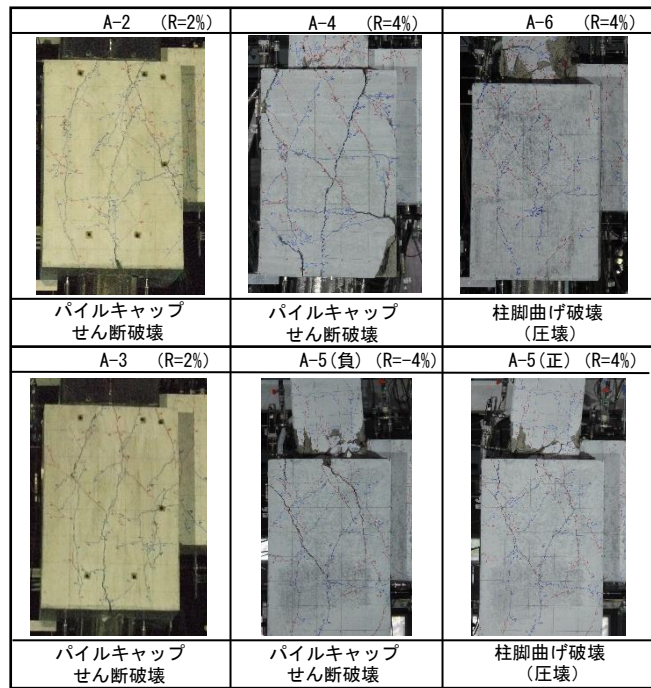 A-2 (R=2%)
A-4 (R=4%)
A-6 (R=4%)
パイルキャップ
せん断破壊
パイルキャップ
せん断破壊
柱脚曲げ破壊
(圧壊)
A-3 (R=2%)
A-5(負) (R=-4%)
A-5(正) (R=4%)
パイルキャップ
せん断破壊
パイルキャップ
せん断破壊
柱脚曲げ破壊
(圧壊)